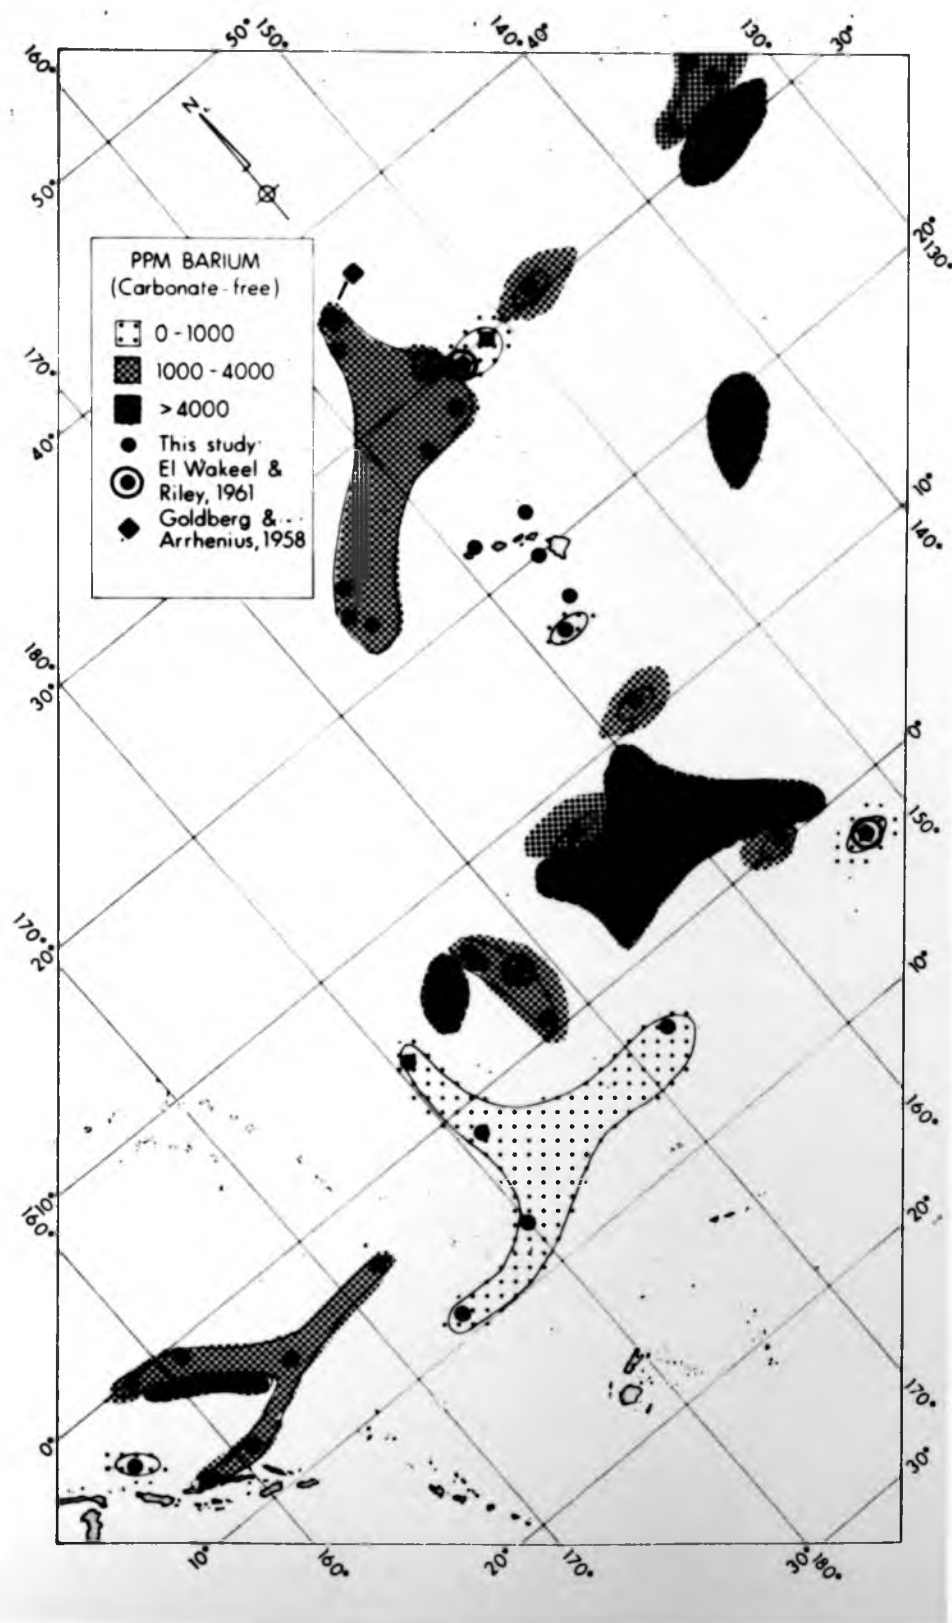 50° 150° 140° 40° 130° 30°
160°
N
50°
20°
130°
PPM BARIUM
(Carbonate-free)
0-1000
1000-4000
>4000
This study
El Wakeel &
Riley, 1961
Goldberg &
Arrhenius, 1958
170°
40°
10°
140°
180°
30°
0°
150°
170°
20°
10°
160°
10°
160°
20°
170°
0°
30°
10° 160° 20° 170° 30° 180°